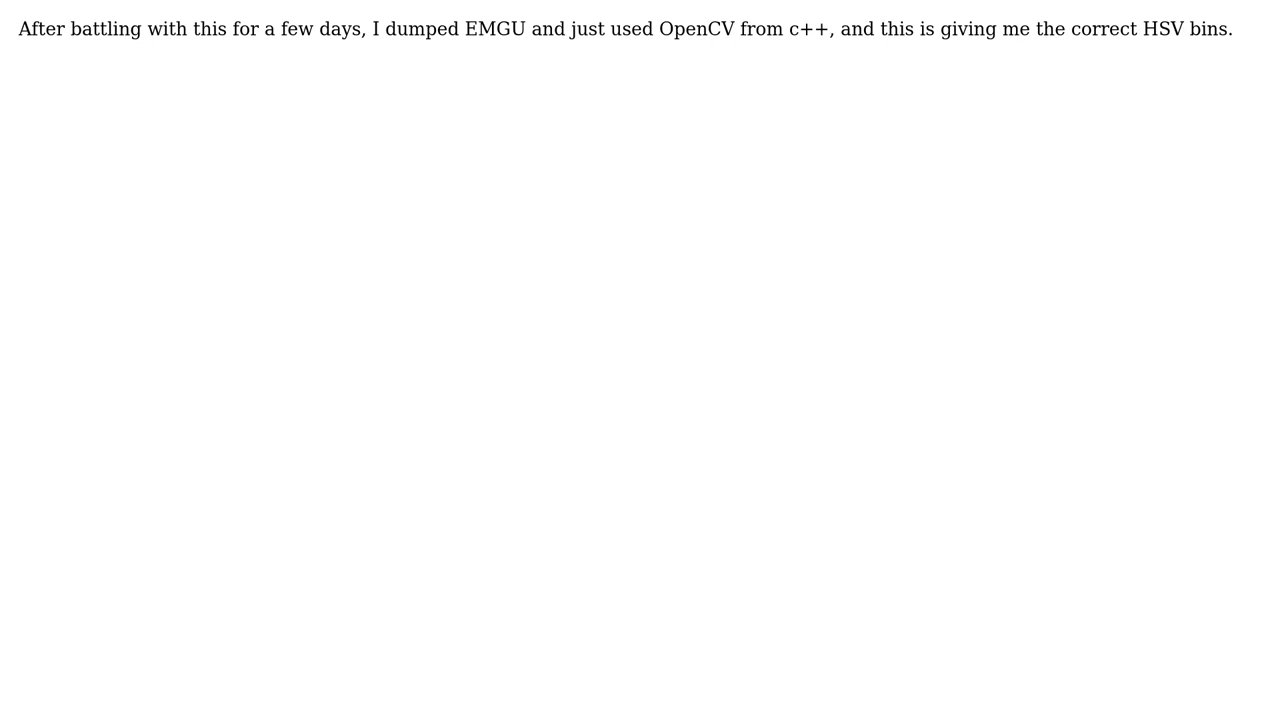 After battling with this for a few days, I dumped EMGU and just used OpenCV from c++, and this is giving me the correct HSV bins.